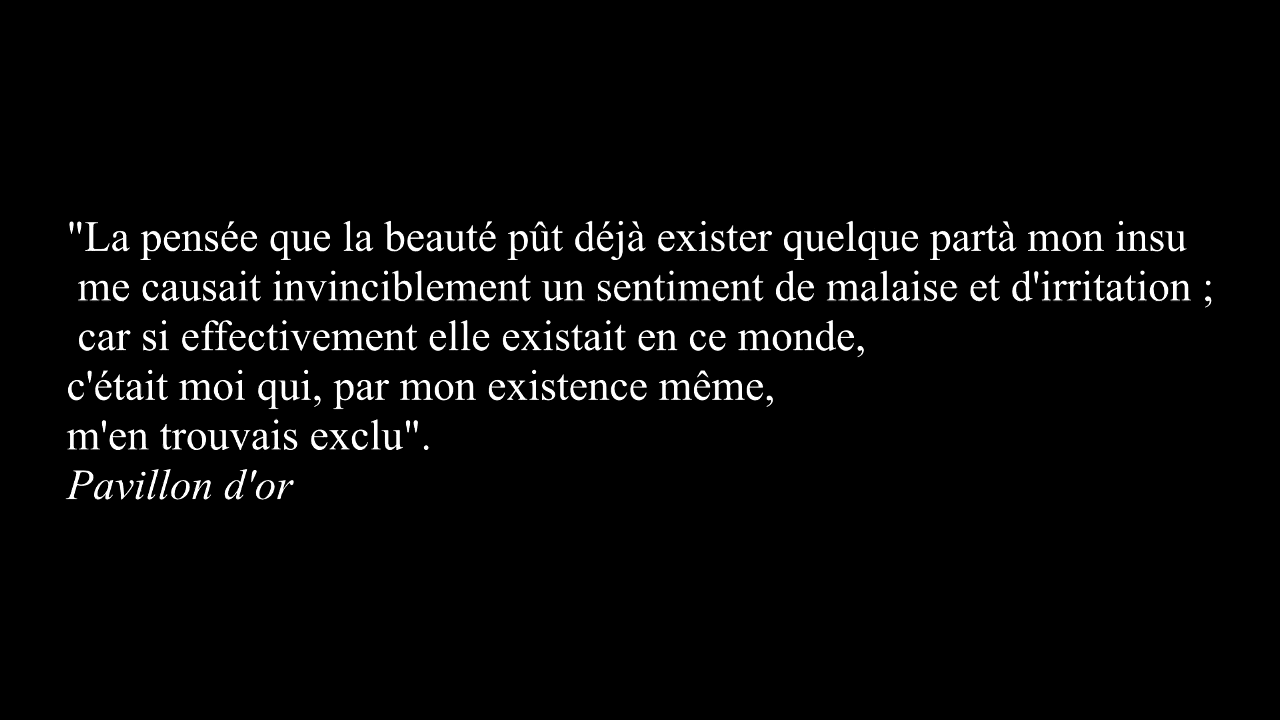 "La pensée que la beauté pût déjà exister quelque partà mon insu
me causait invinciblement un sentiment de malaise et d'irritation ;
car si effectivement elle existait en ce monde,
c'était moi qui, par mon existence même,
m'en trouvais exclu".
Pavillon d'or